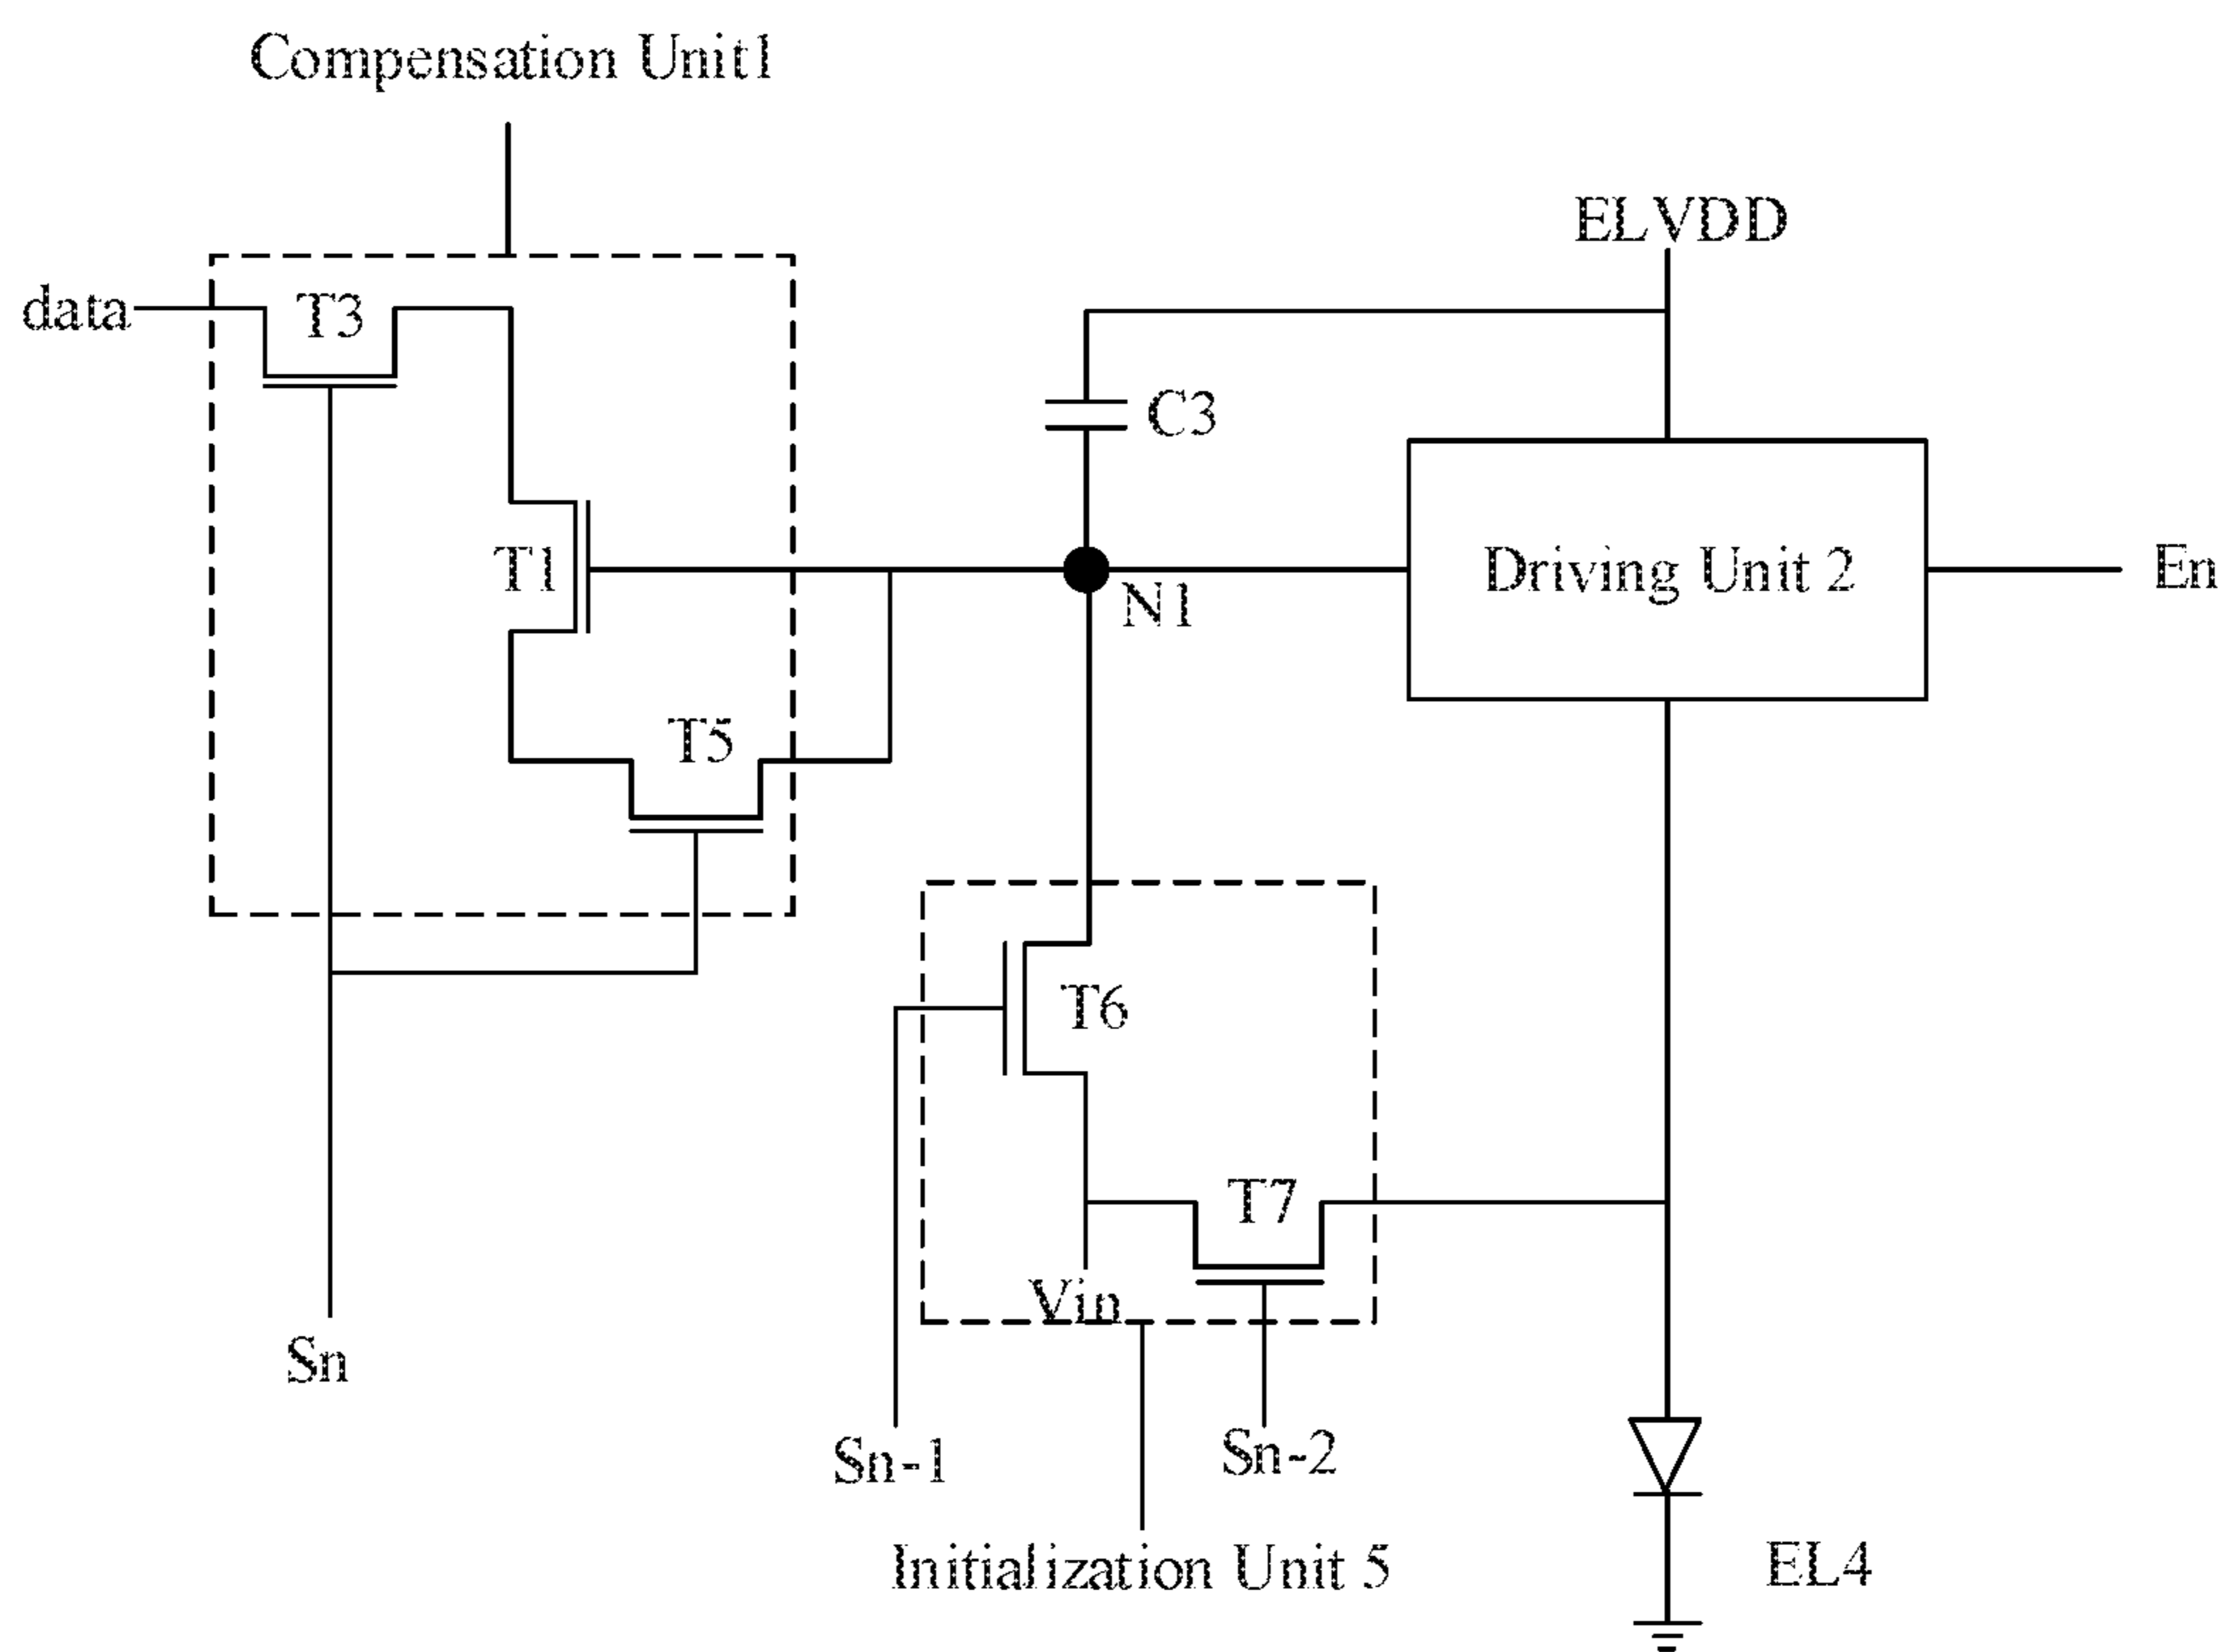 Compensation Unit1
ELVDD
data
T3
C3
T1
N1
Driving Unit 2
En
T5
T6
T7
Vin
Sn
Sn-1
Sn-2
Initialization Unit 5
EL4